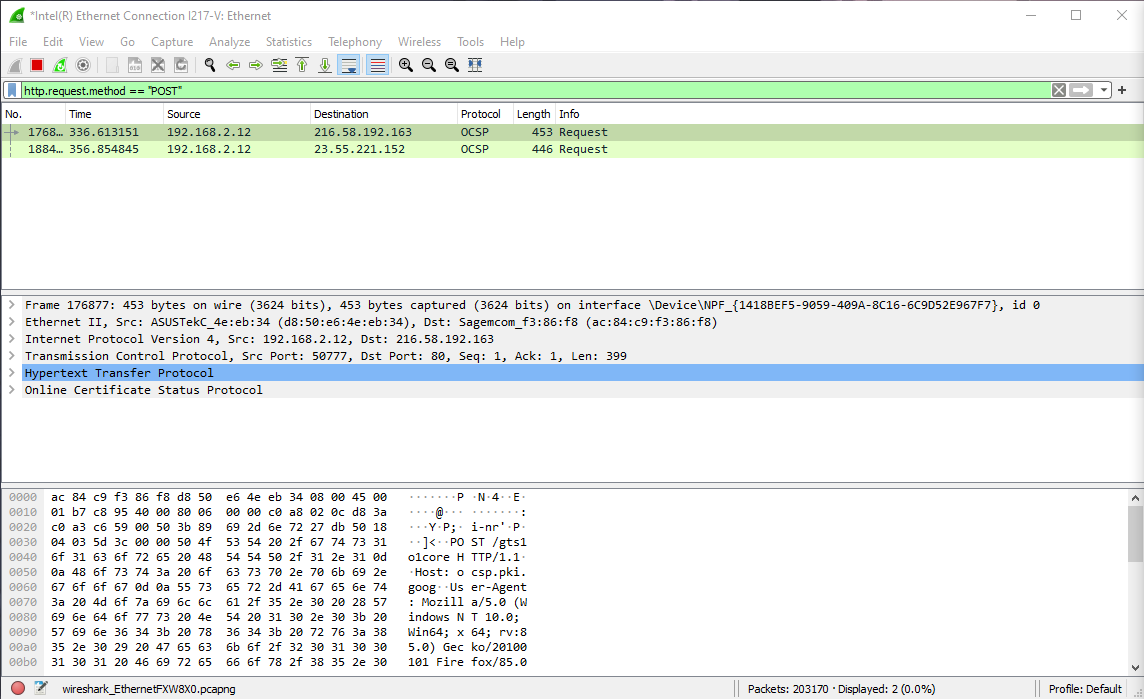 *Intel(R) Ethernet Connection I217-V: Ethernet
File Edit View Go Capture Analyze Statistics Telephony Wireless Tools Help
http.request.method == "POST"
No. Time Source Destination Protocol Length Info
1768… 336.613151 192.168.2.12 216.58.192.163 OCSP 453 Request
1884… 356.854845 192.168.2.12 23.55.221.152 OCSP 446 Request
Frame 176877: 453 bytes on wire (3624 bits), 453 bytes captured (3624 bits) on interface \Device\NPF_{1418BEF5-9059-409A-8C16-6C9D52E967F7}, id 0
Ethernet II, Src: ASUSTekC_4e:eb:34 (d8:50:e6:4e:eb:34), Dst: Sagemcom_f3:86:f8 (ac:84:c9:f3:86:f8)
Internet Protocol Version 4, Src: 192.168.2.12, Dst: 216.58.192.163
Transmission Control Protocol, Src Port: 50777, Dst Port: 80, Seq: 1, Ack: 1, Len: 399
Hypertext Transfer Protocol
Online Certificate Status Protocol
0000 ac 84 c9 f3 86 f8 d8 50 e6 4e eb 34 08 00 45 00 ·······P ·N·4··E·
0010 01 b7 c8 95 40 00 80 06 00 00 c0 a8 02 0c d8 3a ····@··· ·······:
0020 c0 a3 c6 59 00 50 3b 89 69 2d 6e 72 27 db 50 18 ···Y·P;· i-nr'·P·
0030 04 03 5d 3c 00 00 50 4f 53 54 20 2f 67 74 73 31 ··]<··PO ST /gts1
0040 6f 31 63 6f 72 65 20 48 54 54 50 2f 31 2e 31 0d o1core H TTP/1.1·
0050 0a 48 6f 73 74 3a 20 6f 63 73 70 2e 70 6b 69 2e ·Host: o csp.pki.
0060 67 6f 6f 67 0d 0a 55 73 65 72 2d 41 67 65 6e 74 goog··Us er-Agent
0070 3a 20 4d 6f 7a 69 6c 6c 61 2f 35 2e 30 20 28 57 : Mozill a/5.0 (W
0080 69 6e 64 6f 77 73 20 4e 54 20 31 30 2e 30 3b 20 indows N T 10.0;
0090 57 69 6e 36 34 3b 20 78 36 34 3b 20 72 76 3a 38 Win64; x 64; rv:8
00a0 35 2e 30 29 20 47 65 63 6b 6f 2f 32 30 31 30 30 5.0) Gec ko/20100
00b0 31 30 31 20 46 69 72 65 66 6f 78 2f 38 35 2e 30 101 Fire fox/85.0
wireshark_EthernetFXW8X0.pcapng Packets: 203170 · Displayed: 2 (0.0%) Profile: Default